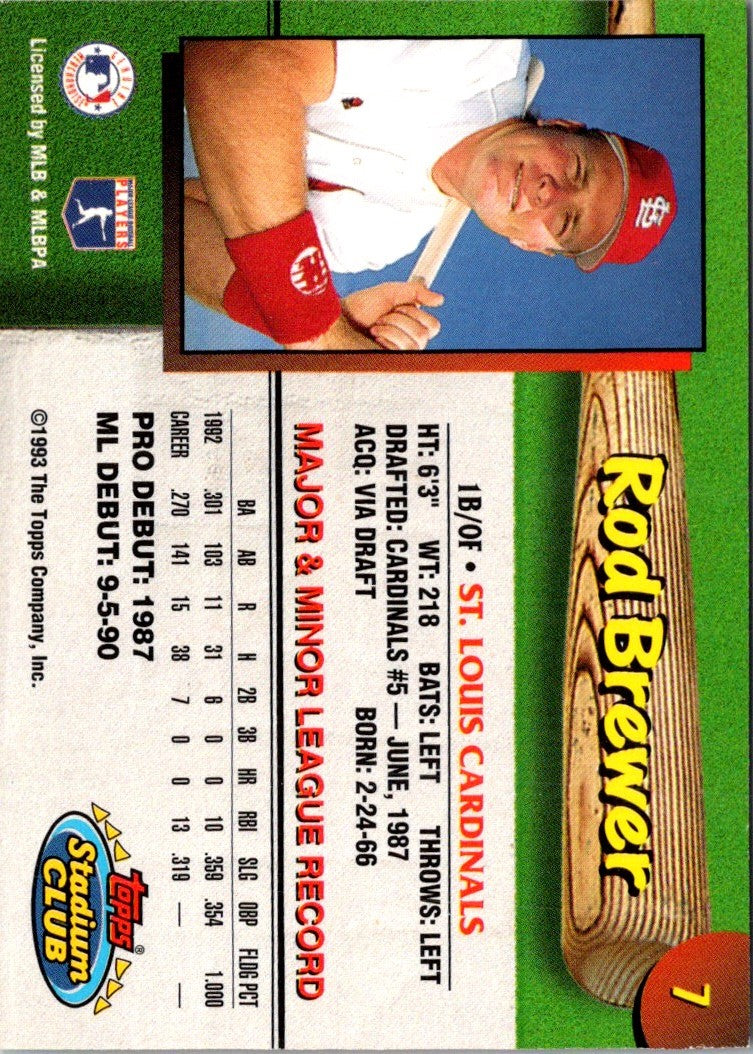 7
Rod Brewer
1B/OF • ST. LOUIS CARDINALS
HT: 6'3" WT: 218 BATS: LEFT THROWS: LEFT
DRAFTED: CARDINALS #5 — JUNE, 1987
ACQ: VIA DRAFT BORN: 2-24-66
MAJOR & MINOR LEAGUE RECORD
BA AB R H 2B 3B HR RBI SLG OBP FLDG PCT
1992 .301 103 11 31 6 0 0 10 .359 .354 1.000
CAREER .270 141 15 38 7 0 0 13 .319 — —
PRO DEBUT: 1987
ML DEBUT: 9-5-90
©1993 The Topps Company, Inc.
topps®
Stadium
CLUB
GENUINE
MERCHANDISE
PLAYERS
Licensed by MLB & MLBPA